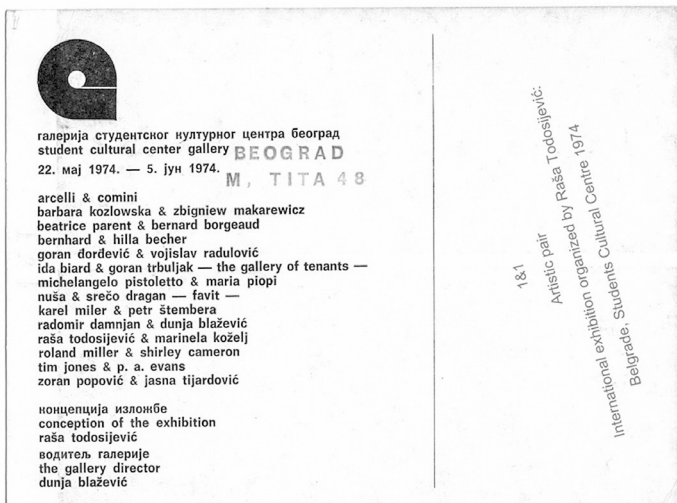 галерија студентског културног центра београд
student cultural center gallery
BEOGRAD
22. мај 1974. — 5. јун 1974.
M, TITA 48
arcelli & comini
barbara kozlowska & zbigniew makarewicz
beatrice parent & bernard borgeaud
bernhard & hilla becher
goran đorđević & vojislav radulović
ida biard & goran trbuljak — the gallery of tenants —
michelangelo pistoletto & maria piopi
nuša & srečo dragan — favit —
karel miler & petr štembera
radomir damnjan & dunja blažević
raša todosijević & marinela koželj
roland miller & shirley cameron
tim jones & p. a. evans
zoran popović & jasna tijardović
концепција изложбе
conception of the exhibition
raša todosijević
водитељ галерије
the gallery director
dunja blažević
1&1
Artistic pair
International exhibition organized by Raša Todosijević:
Belgrade, Students Cultural Centre 1974